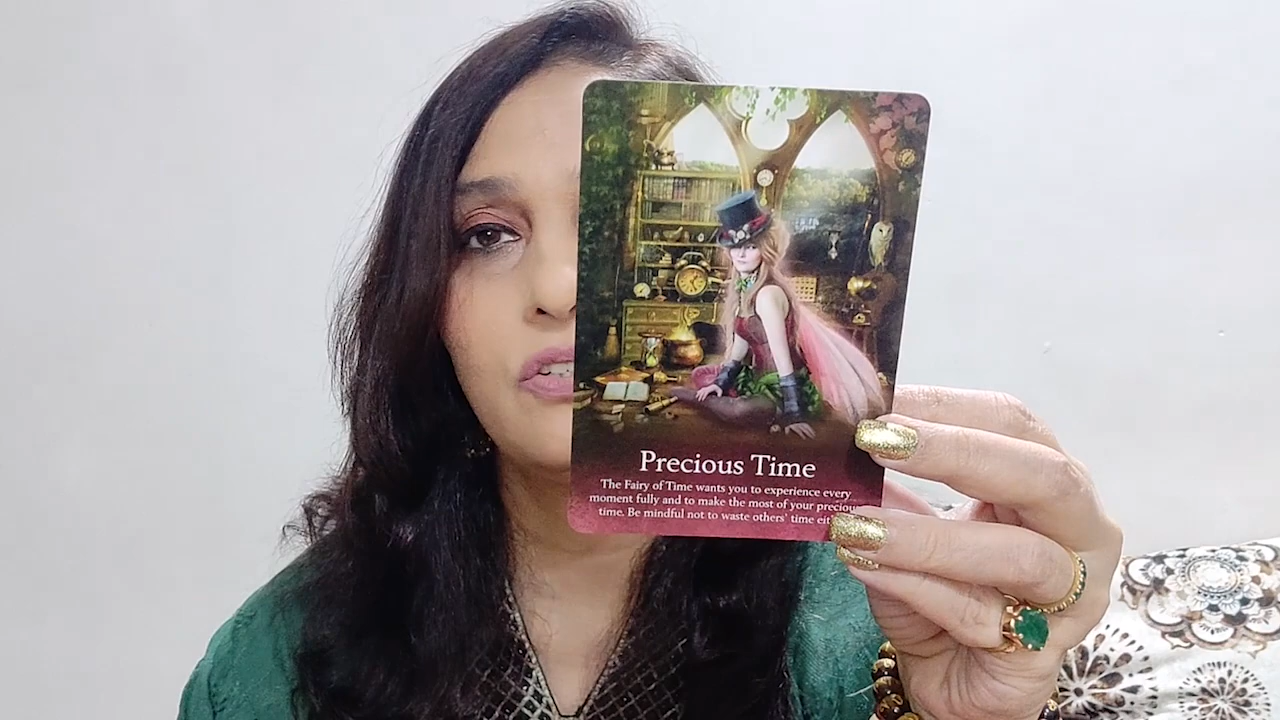 Precious Time
The Fairy of Time wants you to experience every
moment fully and to make the most of your precious
time. Be mindful not to waste others' time